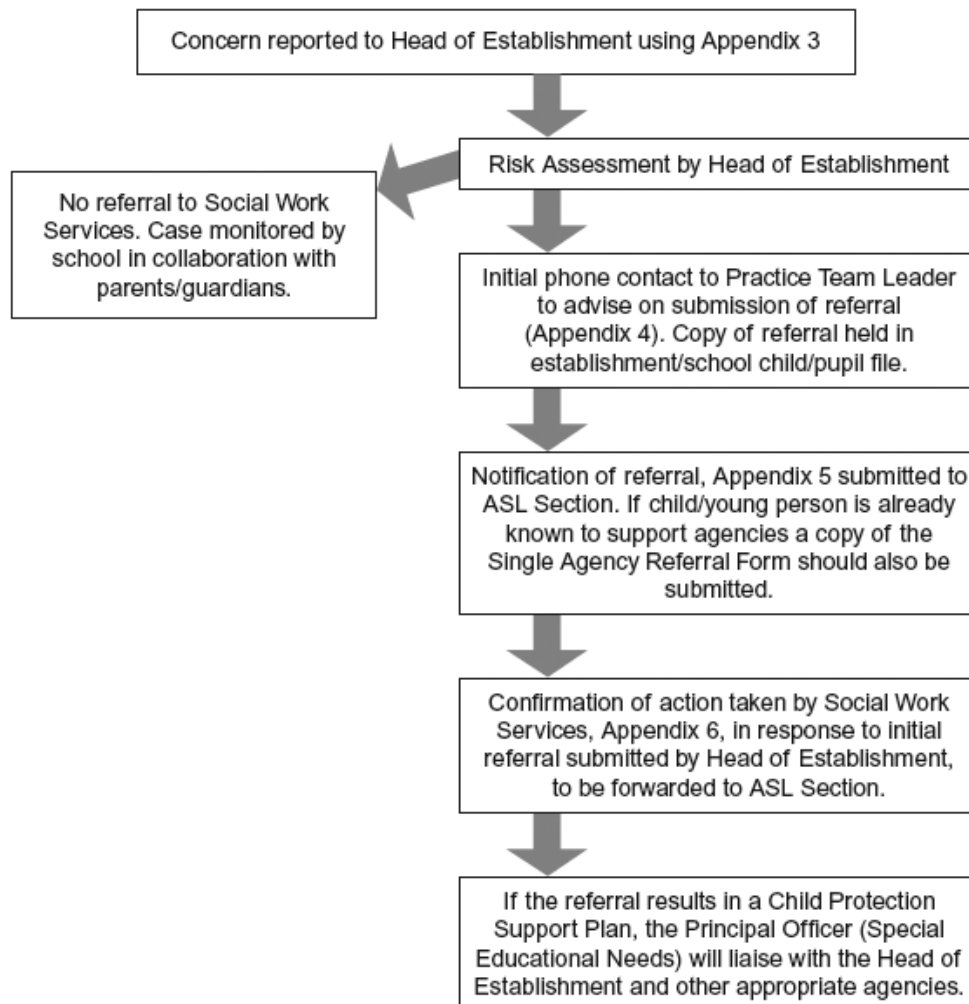 Concern reported to Head of Establishment using Appendix 3
Risk Assessment by Head of Establishment
No referral to Social Work
Services. Case monitored by
school in collaboration with
parents/guardians.
Initial phone contact to Practice Team Leader
to advise on submission of referral
(Appendix 4). Copy of referral held in
establishment/school child/pupil file.
Notification of referral, Appendix 5 submitted to
ASL Section. If child/young person is already
known to support agencies a copy of the
Single Agency Referral Form should also be
submitted.
Confirmation of action taken by Social Work
Services, Appendix 6, in response to initial
referral submitted by Head of Establishment,
to be forwarded to ASL Section.
If the referral results in a Child Protection
Support Plan, the Principal Officer (Special
Educational Needs) will liaise with the Head of
Establishment and other appropriate agencies.